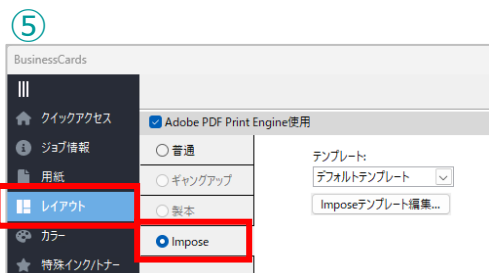 ⑤
BusinessCards
クイックアクセス
Adobe PDF Print Engine使用
ジョブ情報
普通
テンプレート:
用紙
ギャングアップ
デフォルトテンプレート
レイアウト
製本
Imposeテンプレート編集...
カラー
Impose
特殊インク/トナー